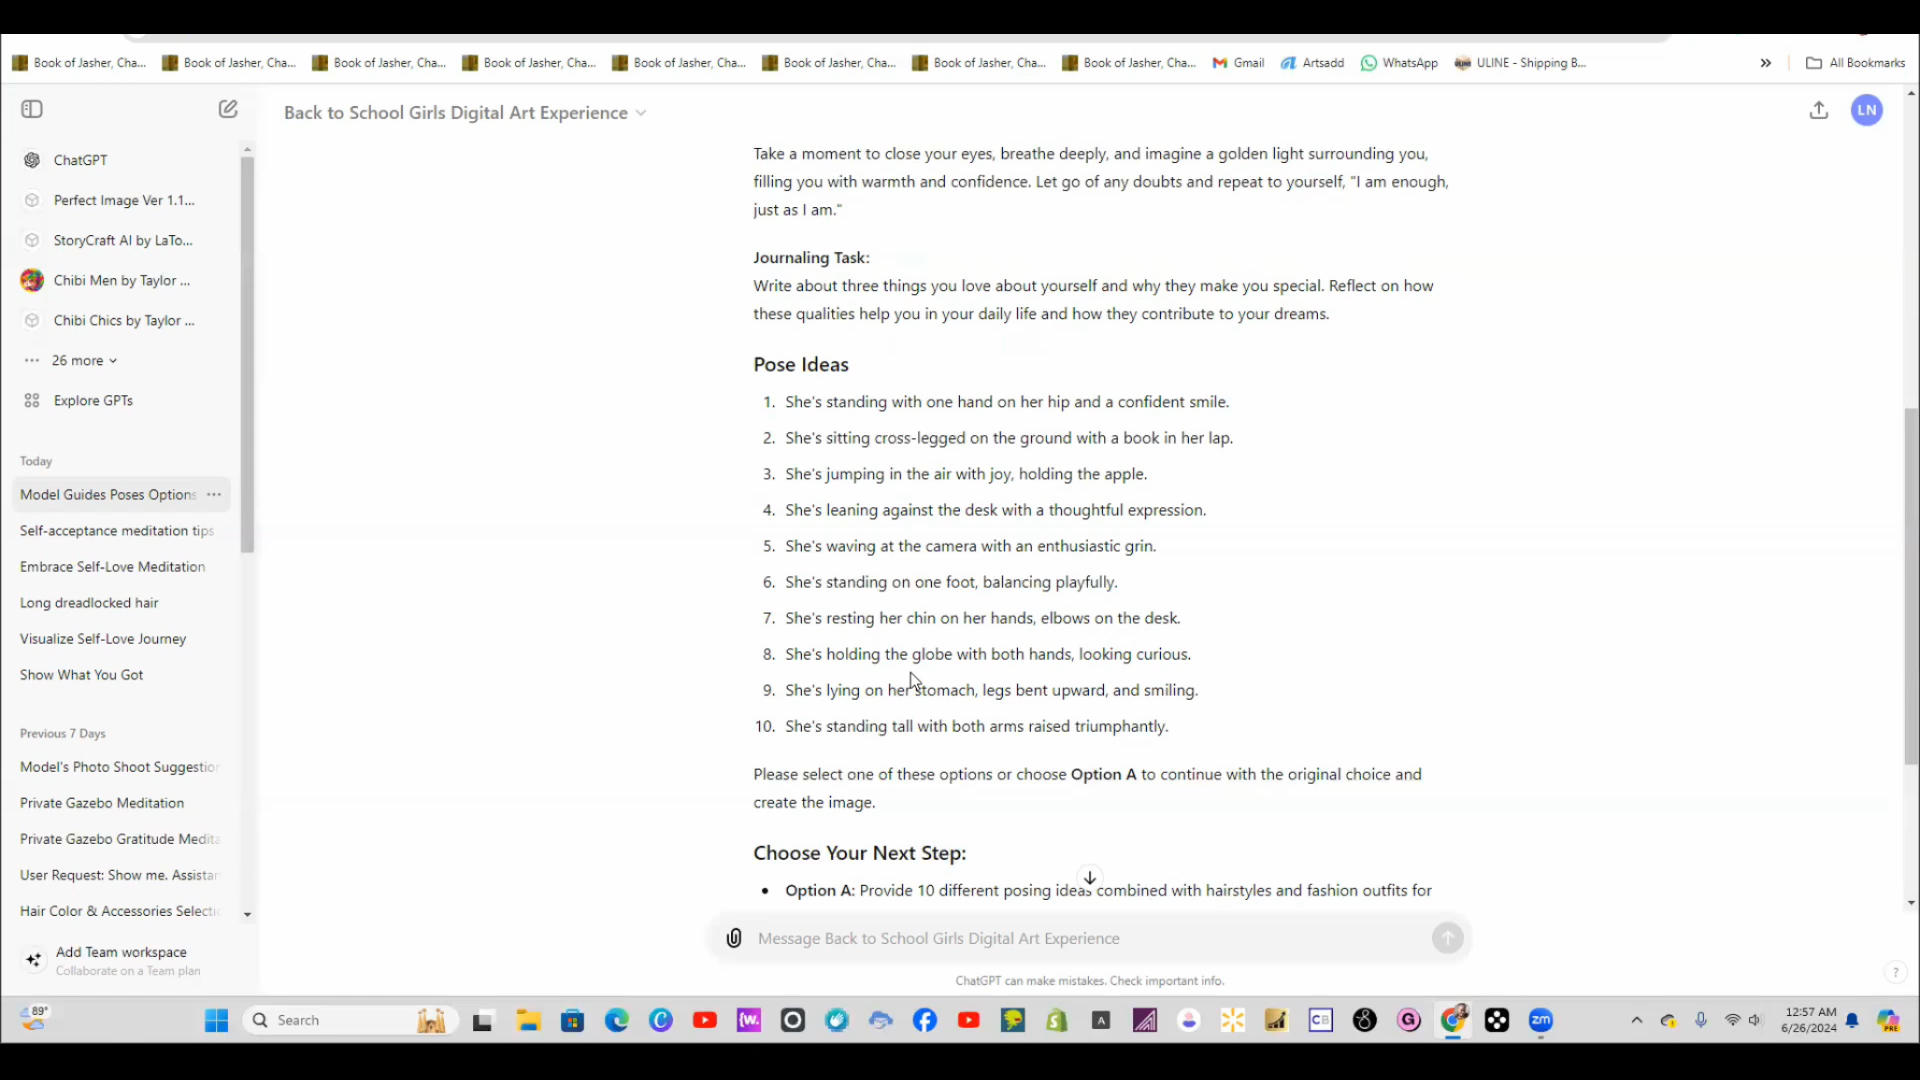 Book of Jasher, Cha...
Book of Jasher, Cha...
Book of Jasher, Cha...
Book of Jasher, Cha...
Book of Jasher, Cha...
Book of Jasher, Cha...
Book of Jasher, Cha...
Book of Jasher, Cha...
Gmail
Artsadd
WhatsApp
ULINE - Shipping B...
All Bookmarks
Back to School Girls Digital Art Experience
LN
ChatGPT
Perfect Image Ver 1.1...
StoryCraft AI by LaTo...
Chibi Men by Taylor ...
Chibi Chics by Taylor ...
26 more
Explore GPTs
Today
Model Guides Poses Options
Self-acceptance meditation tips
Embrace Self-Love Meditation
Long dreadlocked hair
Visualize Self-Love Journey
Show What You Got
Previous 7 Days
Model's Photo Shoot Suggestion
Private Gazebo Meditation
Private Gazebo Gratitude Medita
User Request: Show me. Assistan
Hair Color & Accessories Selectio
Add Team workspace
Collaborate on a Team plan
Take a moment to close your eyes, breathe deeply, and imagine a golden light surrounding you,
filling you with warmth and confidence. Let go of any doubts and repeat to yourself, "I am enough,
just as I am."
Journaling Task:
Write about three things you love about yourself and why they make you special. Reflect on how
these qualities help you in your daily life and how they contribute to your dreams.
Pose Ideas
1. She's standing with one hand on her hip and a confident smile.
2. She's sitting cross-legged on the ground with a book in her lap.
3. She's jumping in the air with joy, holding the apple.
4. She's leaning against the desk with a thoughtful expression.
5. She's waving at the camera with an enthusiastic grin.
6. She's standing on one foot, balancing playfully.
7. She's resting her chin on her hands, elbows on the desk.
8. She's holding the globe with both hands, looking curious.
9. She's lying on her stomach, legs bent upward, and smiling.
10. She's standing tall with both arms raised triumphantly.
Please select one of these options or choose Option A to continue with the original choice and
create the image.
Choose Your Next Step:
• Option A: Provide 10 different posing ideas combined with hairstyles and fashion outfits for
Message Back to School Girls Digital Art Experience
ChatGPT can make mistakes. Check important info.
?
89°
Search
zm
12:57 AM
6/26/2024
PRE